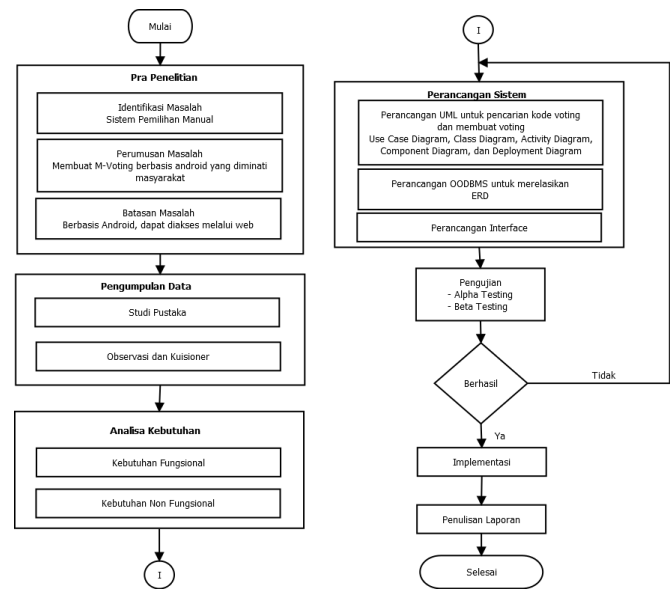 Mulai
Pra Penelitian
Identifikasi Masalah
Sistem Pemilihan Manual
Perumusan Masalah
Membuat M-Voting berbasis android yang diminati
masyarakat
Batasan Masalah
Berbasis Android, dapat diakses melalui web
Pengumpulan Data
Studi Pustaka
Observasi dan Kuisioner
Analisa Kebutuhan
Kebutuhan Fungsional
Kebutuhan Non Fungsional
I
I
Perancangan Sistem
Perancangan UML untuk pencarian kode voting
dan membuat voting
Use Case Diagram, Class Diagram, Activity Diagram,
Component Diagram, dan Deployment Diagram
Perancangan OODBMS untuk merelasikan
ERD
Perancangan Interface
Pengujian
- Alpha Testing
- Beta Testing
Berhasil
Tidak
Ya
Implementasi
Penulisan Laporan
Selesai